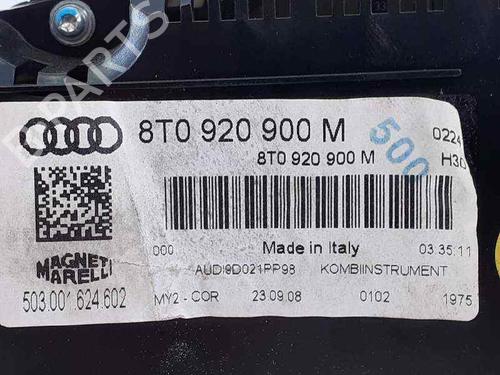 B-PARTS
8T0 920 900 M
500
0224
8T0 920 900 M
H30
000
Made in Italy
03.35:11
MAGNETI
MARELLI
AUDI9D021PP98
KOMBIINSTRUMENT
503.001.624.602
MY2 - COR
23.09.08
0102
1975